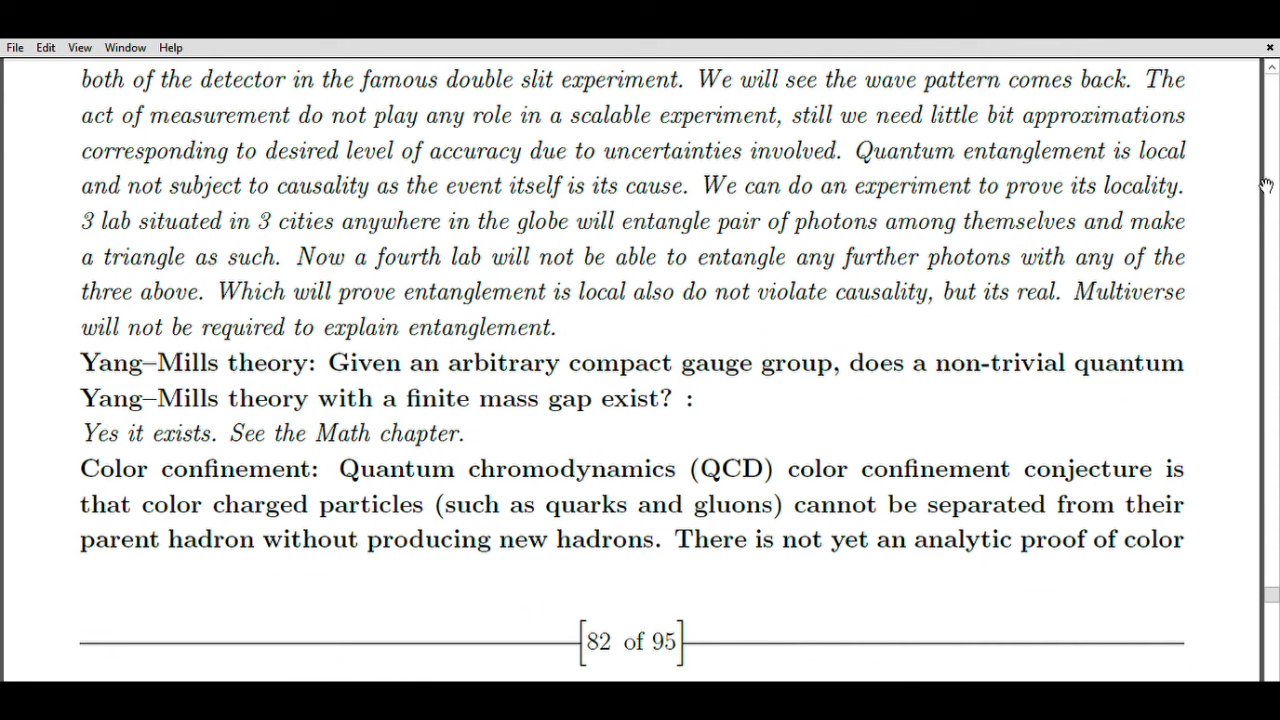 File Edit View Window Help
both of the detector in the famous double slit experiment. We will see the wave pattern comes back. The
act of measurement do not play any role in a scalable experiment, still we need little bit approximations
corresponding to desired level of accuracy due to uncertainties involved. Quantum entanglement is local
and not subject to causality as the event itself is its cause. We can do an experiment to prove its locality.
3 lab situated in 3 cities anywhere in the globe will entangle pair of photons among themselves and make
a triangle as such. Now a fourth lab will not be able to entangle any further photons with any of the
three above. Which will prove entanglement is local also do not violate causality, but its real. Multiverse
will not be required to explain entanglement.
Yang–Mills theory: Given an arbitrary compact gauge group, does a non-trivial quantum
Yang–Mills theory with a finite mass gap exist? :
Yes it exists. See the Math chapter.
Color confinement: Quantum chromodynamics (QCD) color confinement conjecture is
that color charged particles (such as quarks and gluons) cannot be separated from their
parent hadron without producing new hadrons. There is not yet an analytic proof of color
[82 of 95]